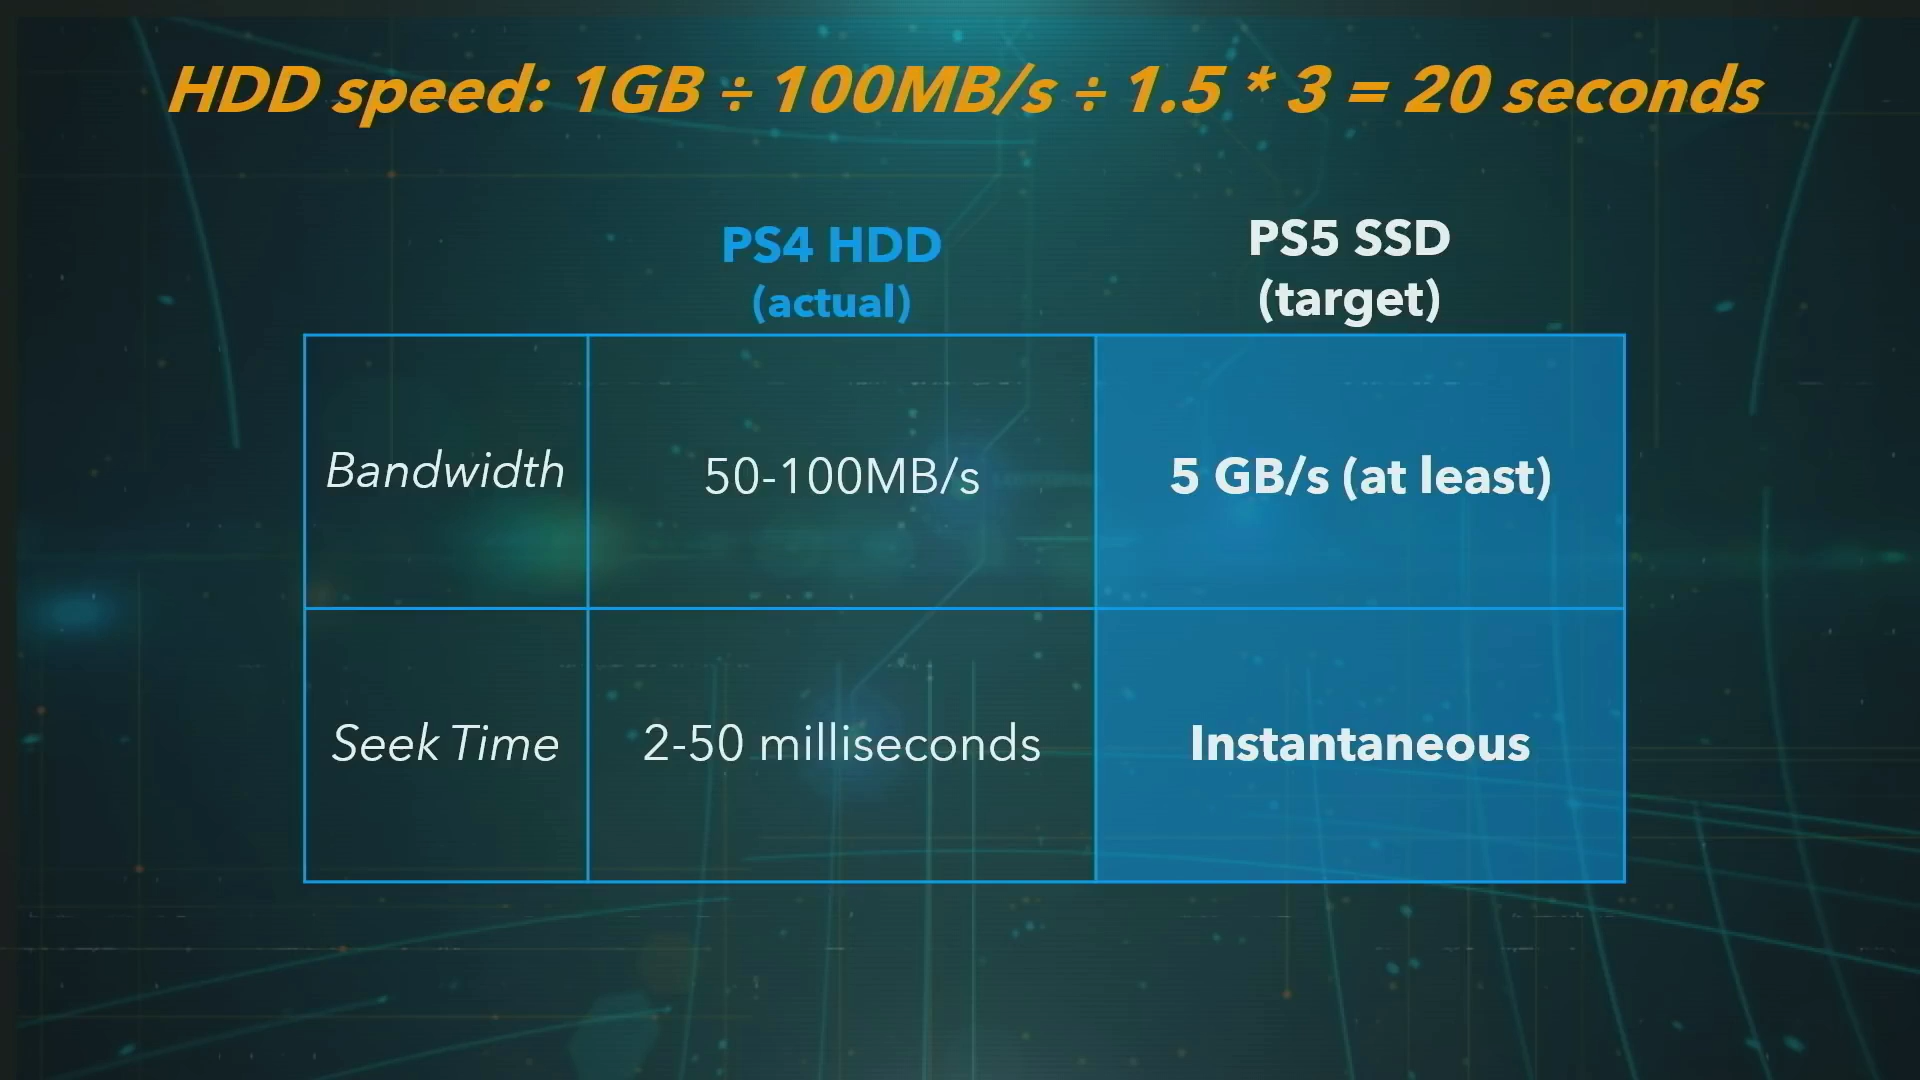 HDD speed: 1GB ÷ 100MB/s ÷ 1.5 * 3 = 20 seconds
PS4 HDD
(actual)
PS5 SSD
(target)
Bandwidth
50-100MB/s
5 GB/s (at least)
Seek Time
2-50 milliseconds
Instantaneous